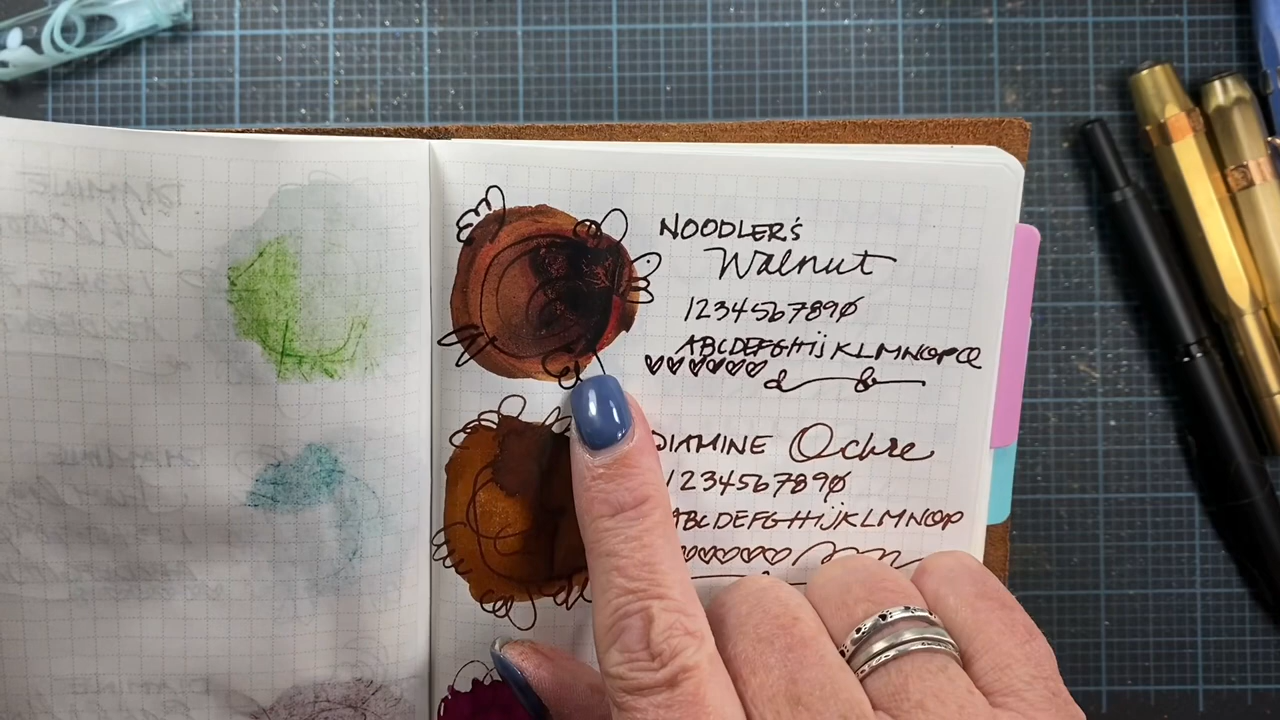 NOODLER'S
Walnut
1234567890
ABCDEFGHIJKLMNOPQ
DIAMINE Ochre
1234567890
ABCDEFGHIJKLMNOP